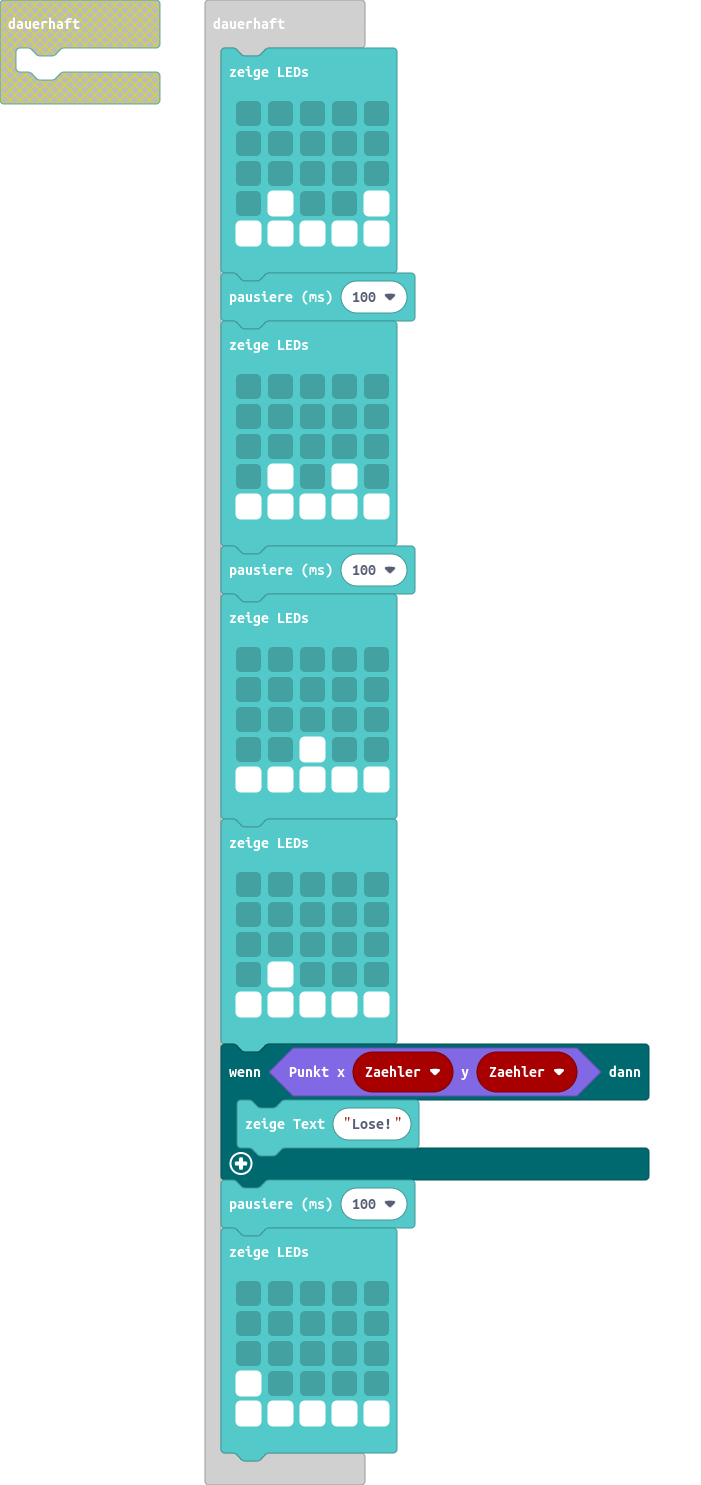 dauerhaft
dauerhaft
zeige LEDs
pausiere (ms) 100
zeige LEDs
pausiere (ms) 100
zeige LEDs
zeige LEDs
wenn Punkt x Zaehler y Zaehler dann
zeige Text "Lose!"
pausiere (ms) 100
zeige LEDs